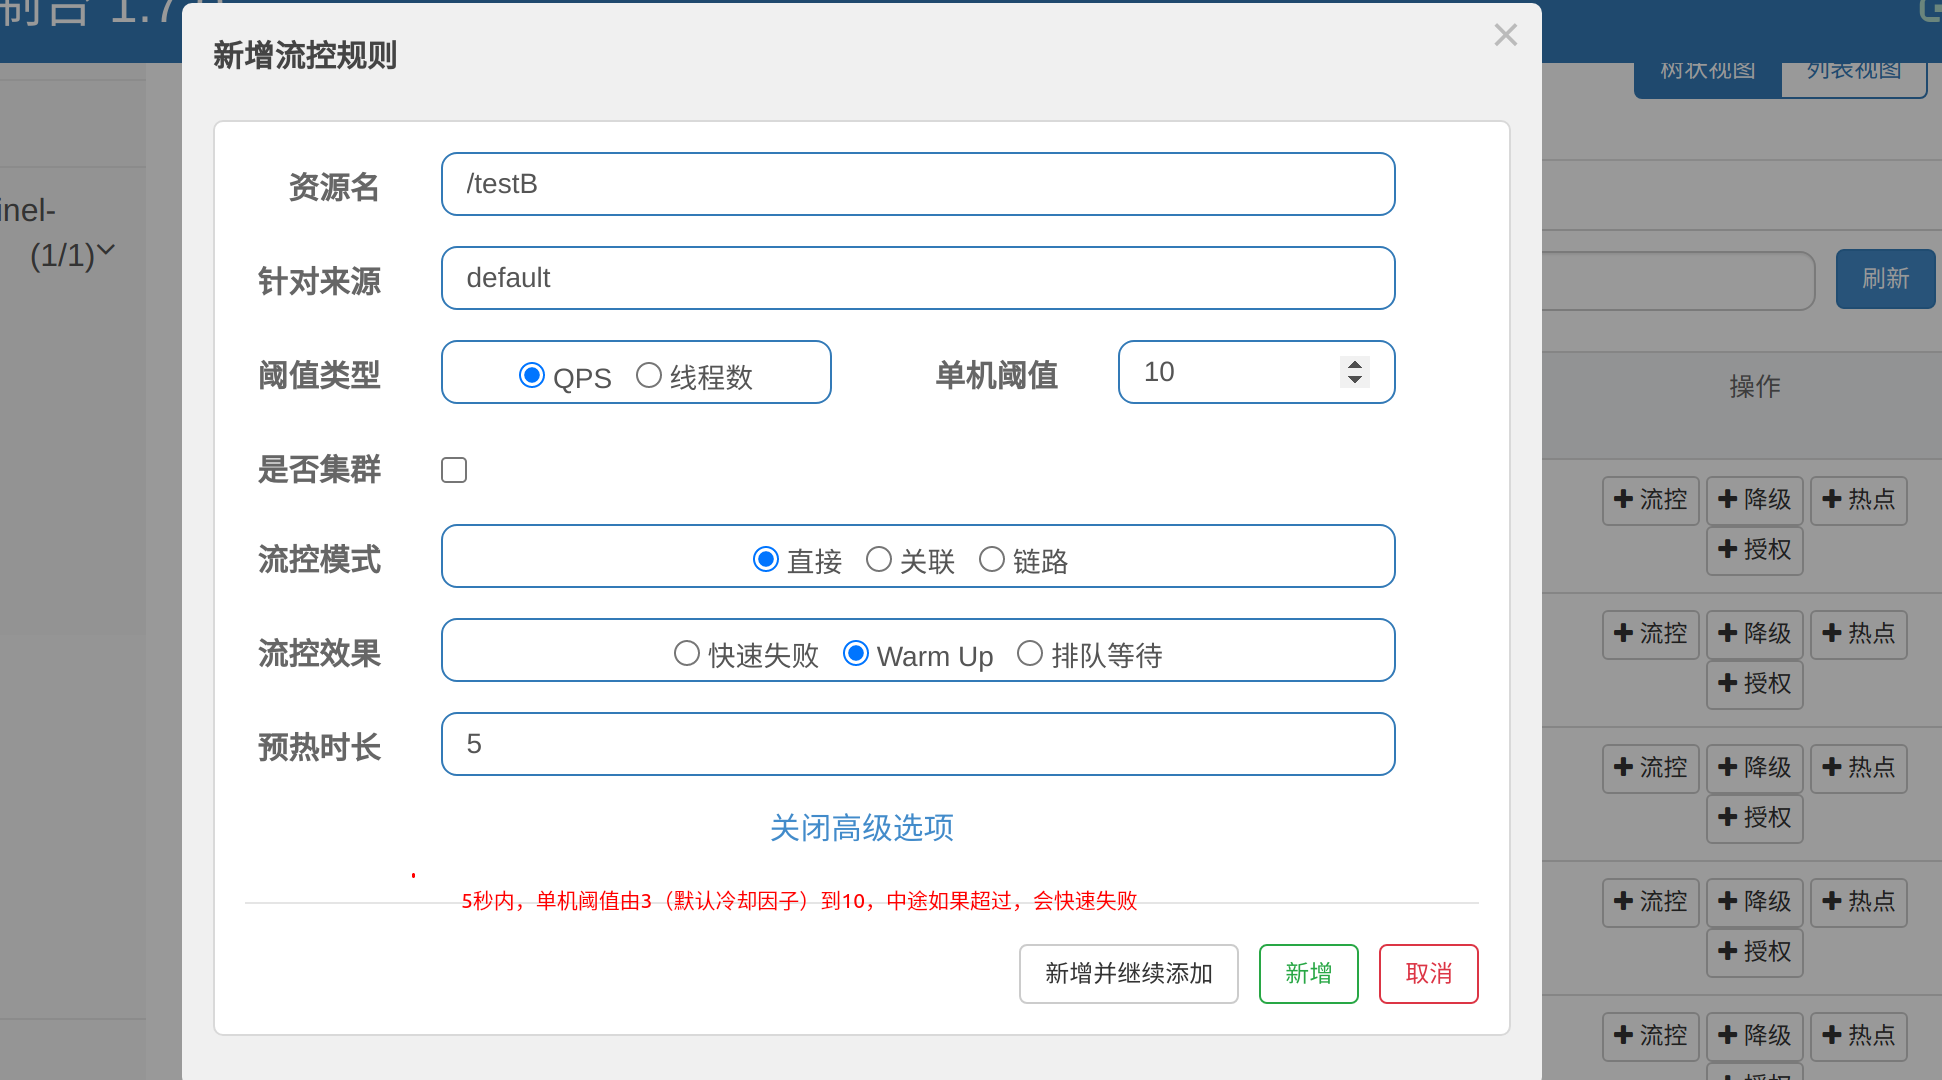 制台 1.7.0
新增流控规则
×
树状视图 列表视图
资源名 /testB
inel-
(1/1)
针对来源 default
刷新
阈值类型 QPS 线程数 单机阈值 10
操作
是否集群
流控 降级 热点
授权
流控模式 直接 关联 链路
流控效果 快速失败 Warm Up 排队等待
流控 降级 热点
授权
预热时长 5
流控 降级 热点
授权
关闭高级选项
5秒内，单机阈值由3（默认冷却因子）到10，中途如果超过，会快速失败
流控 降级 热点
授权
新增并继续添加 新增 取消
流控 降级 热点
授权